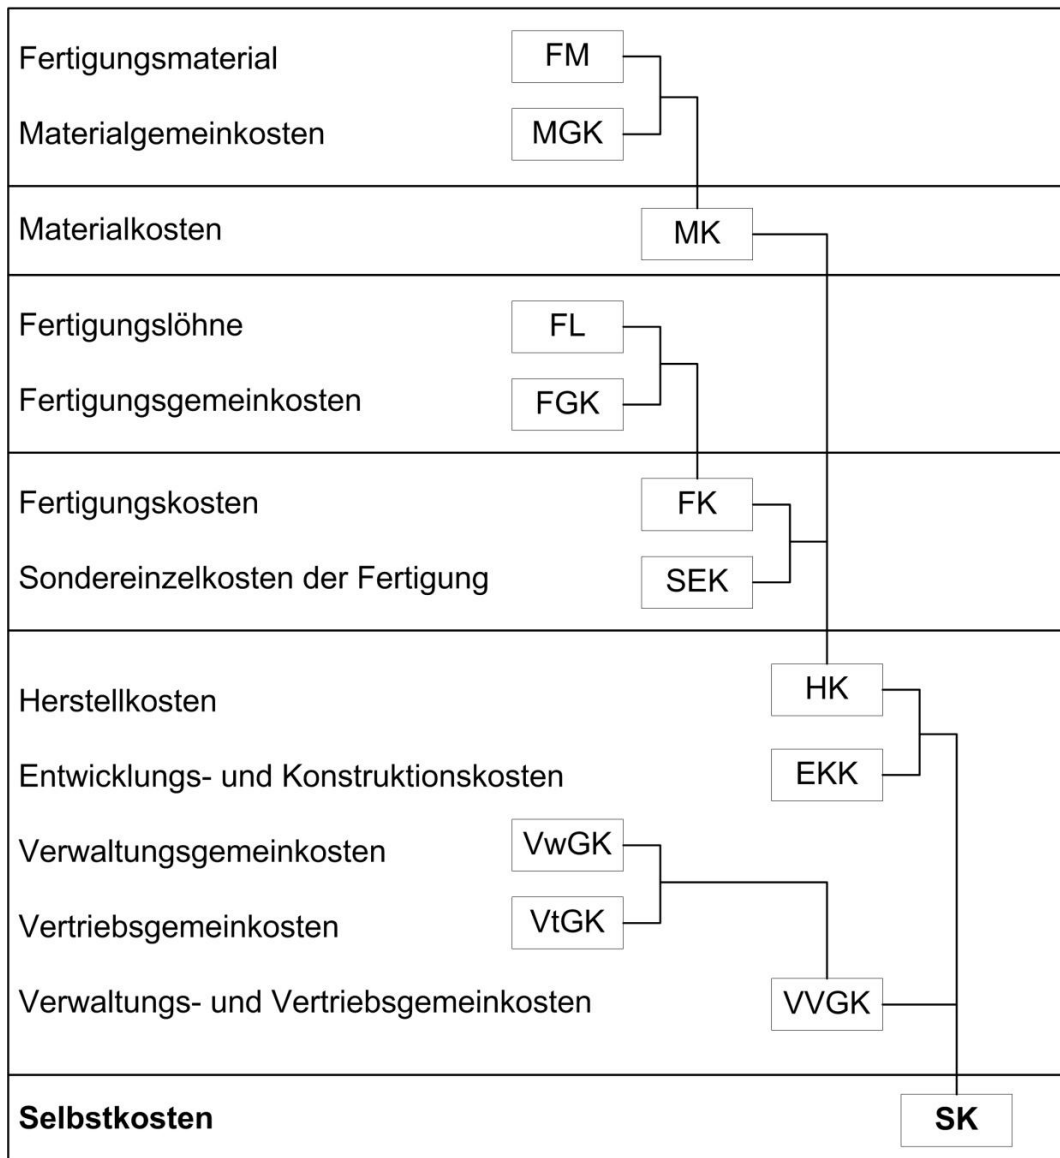 Fertigungsmaterial FM
Materialgemeinkosten MGK
Materialkosten MK
Fertigungslöhne FL
Fertigungsgemeinkosten FGK
Fertigungskosten FK
Sondereinzelkosten der Fertigung SEK
Herstellkosten HK
Entwicklungs- und Konstruktionskosten EKK
Verwaltungsgemeinkosten VwGK
Vertriebsgemeinkosten VtGK
Verwaltungs- und Vertriebsgemeinkosten VVGK
Selbstkosten SK